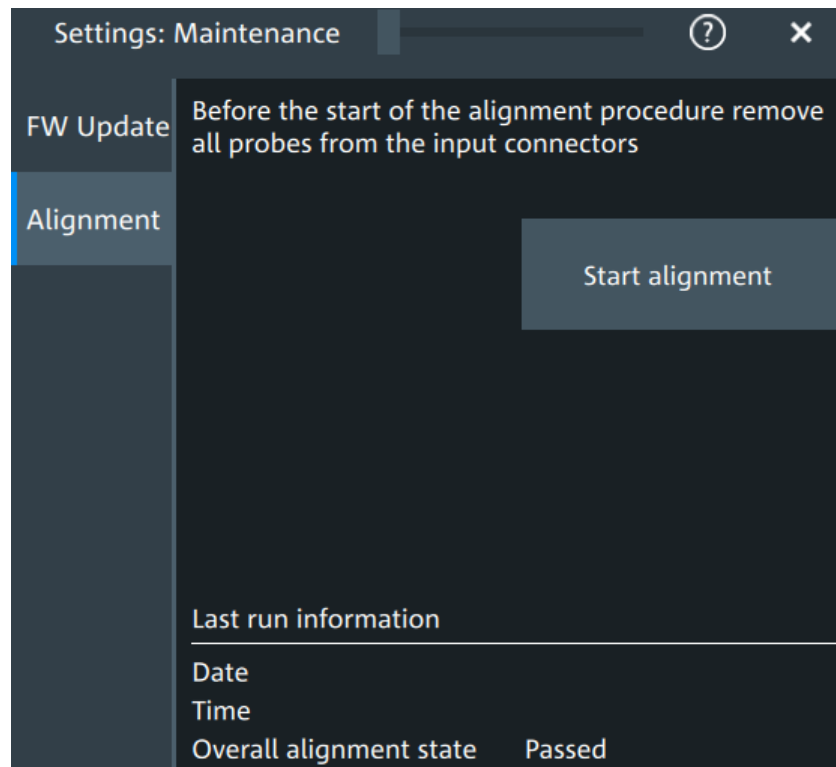 Settings: Maintenance
?
FW Update
Alignment
Before the start of the alignment procedure remove
all probes from the input connectors
Start alignment
Last run information
Date
Time
Overall alignment state Passed